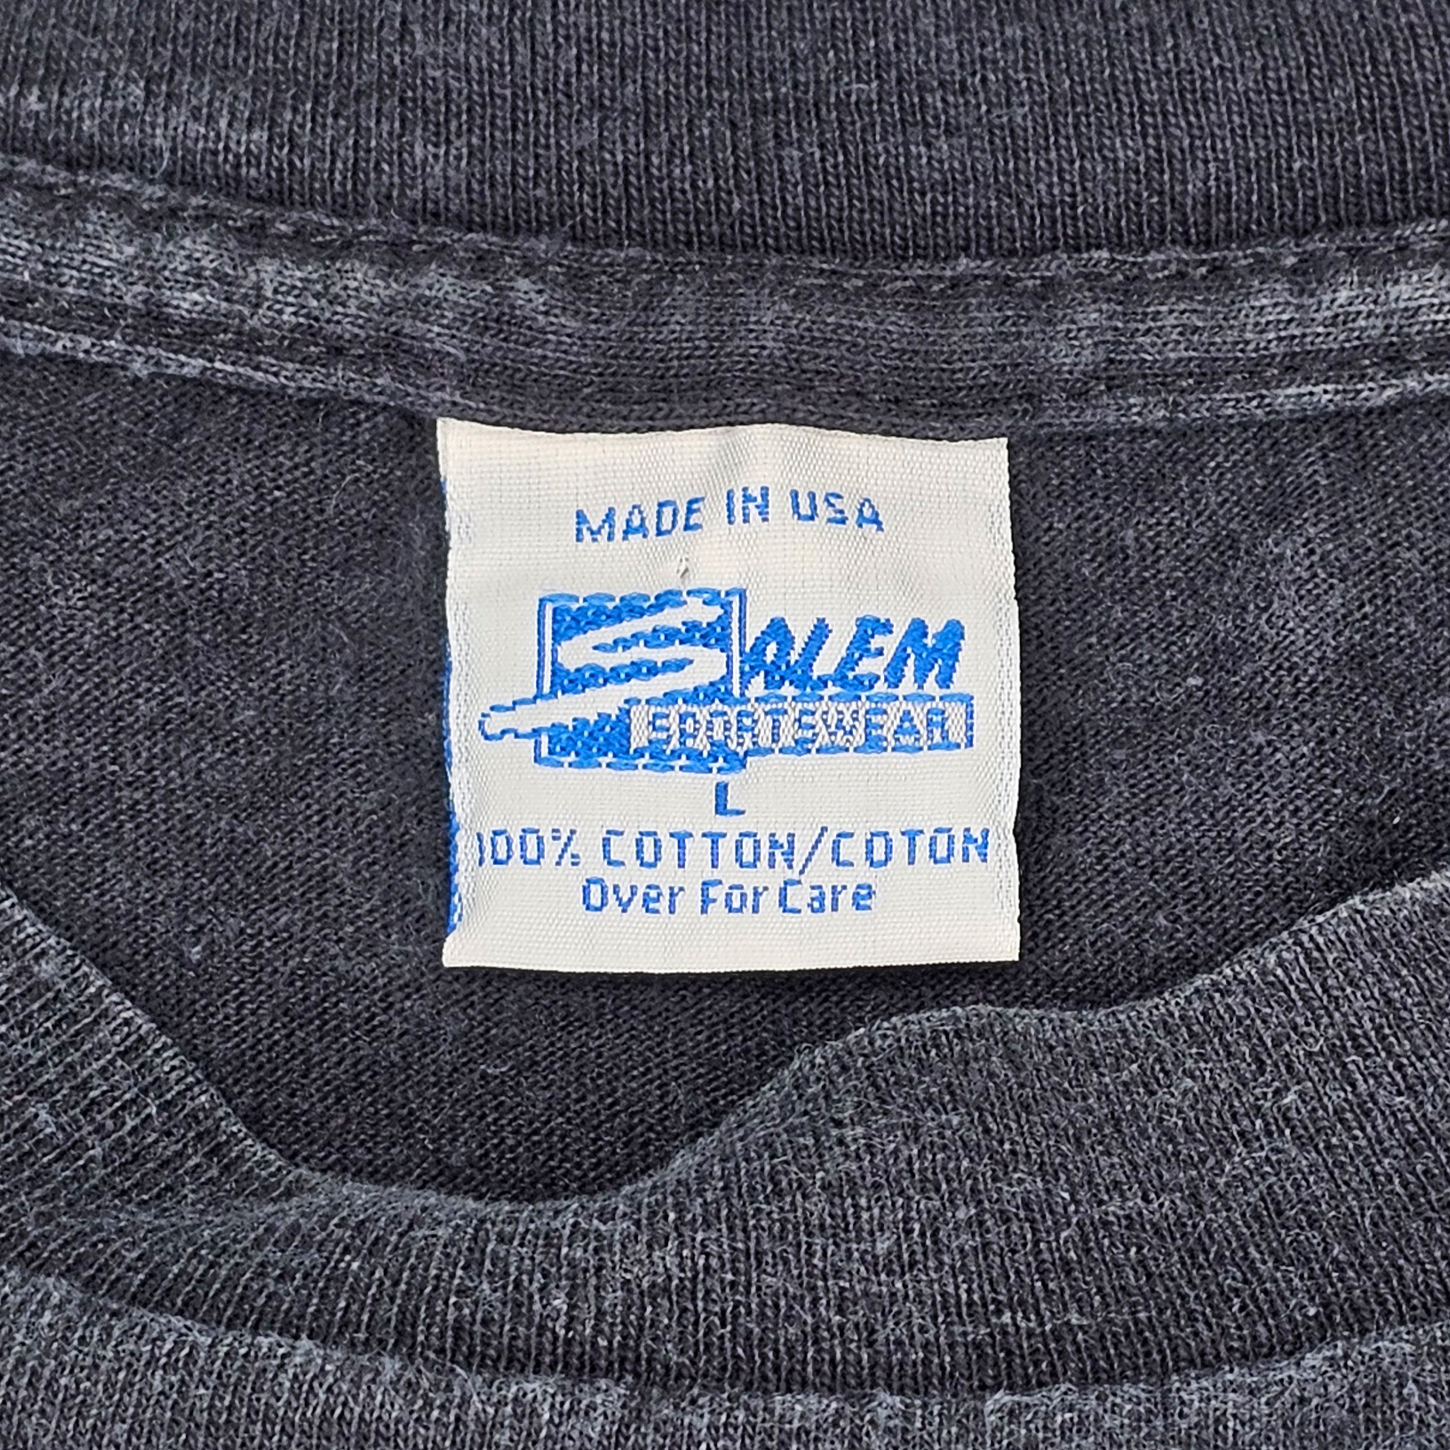 MADE IN USA
SALEM
SPORTSWEAR
L
100% COTTON/COTON
Over For Care